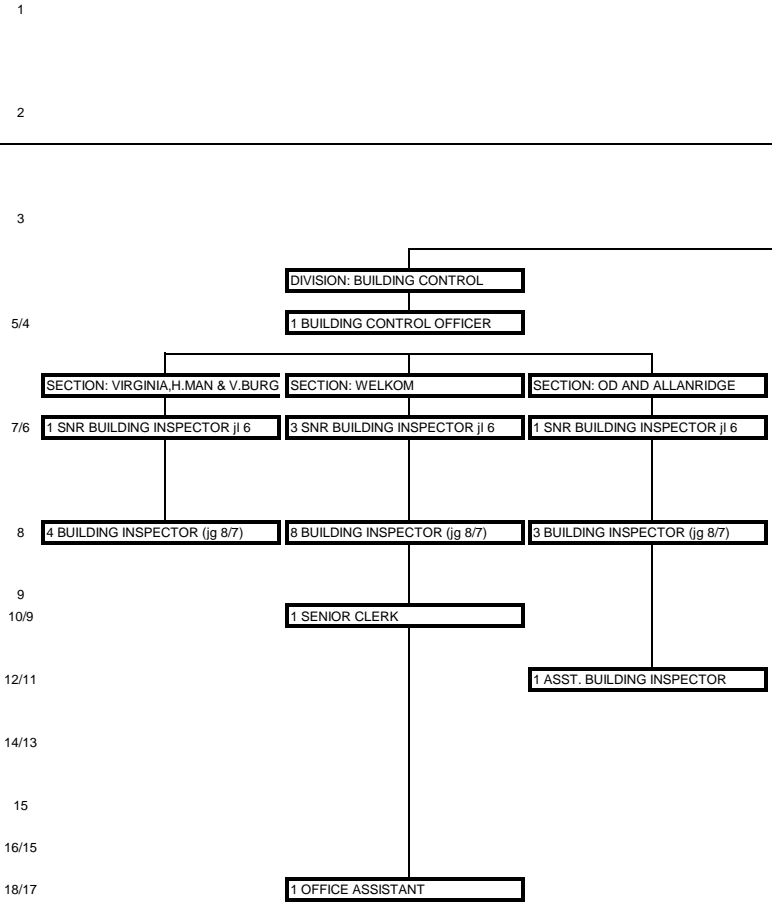 1
2
3
DIVISION: BUILDING CONTROL
5/4 1 BUILDING CONTROL OFFICER
SECTION: VIRGINIA,H.MAN & V.BURG SECTION: WELKOM SECTION: OD AND ALLANRIDGE
7/6 1 SNR BUILDING INSPECTOR jl 6 3 SNR BUILDING INSPECTOR jl 6 1 SNR BUILDING INSPECTOR jl 6
8 4 BUILDING INSPECTOR (jg 8/7) 8 BUILDING INSPECTOR (jg 8/7) 3 BUILDING INSPECTOR (jg 8/7)
9
10/9 1 SENIOR CLERK
12/11 1 ASST. BUILDING INSPECTOR
14/13
15
16/15
18/17 1 OFFICE ASSISTANT